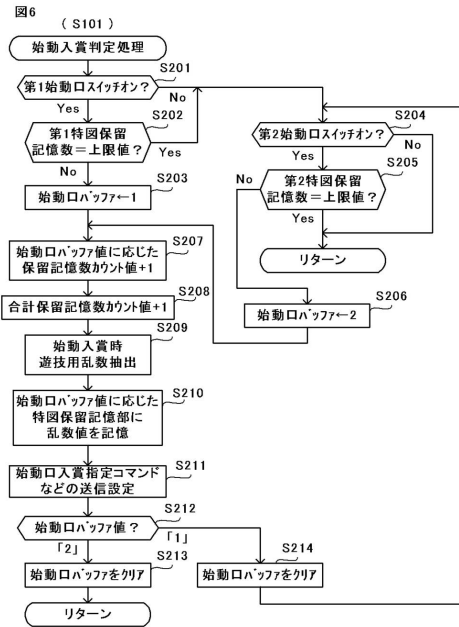 図6
( S101 )
始動入賞判定処理
S201
第1始動口スイッチオン?
No
Yes
S202
第1特図保留
記憶数=上限値?
Yes
No
S203
始動口バッファ←1
S204
第2始動口スイッチオン?
No
Yes
S205
第2特図保留
記憶数=上限値?
No
Yes
リターン
S206
始動口バッファ←2
S207
始動口バッファ値に応じた
保留記憶数カウント値+1
S208
合計保留記憶数カウント値+1
S209
始動入賞時
遊技用乱数抽出
S210
始動口バッファ値に応じた
特図保留記憶部に
乱数値を記憶
S211
始動口入賞指定コマンド
などの送信設定
S212
始動口バッファ値?
「1」
「2」
S213
始動口バッファをクリア
S214
始動口バッファをクリア
リターン